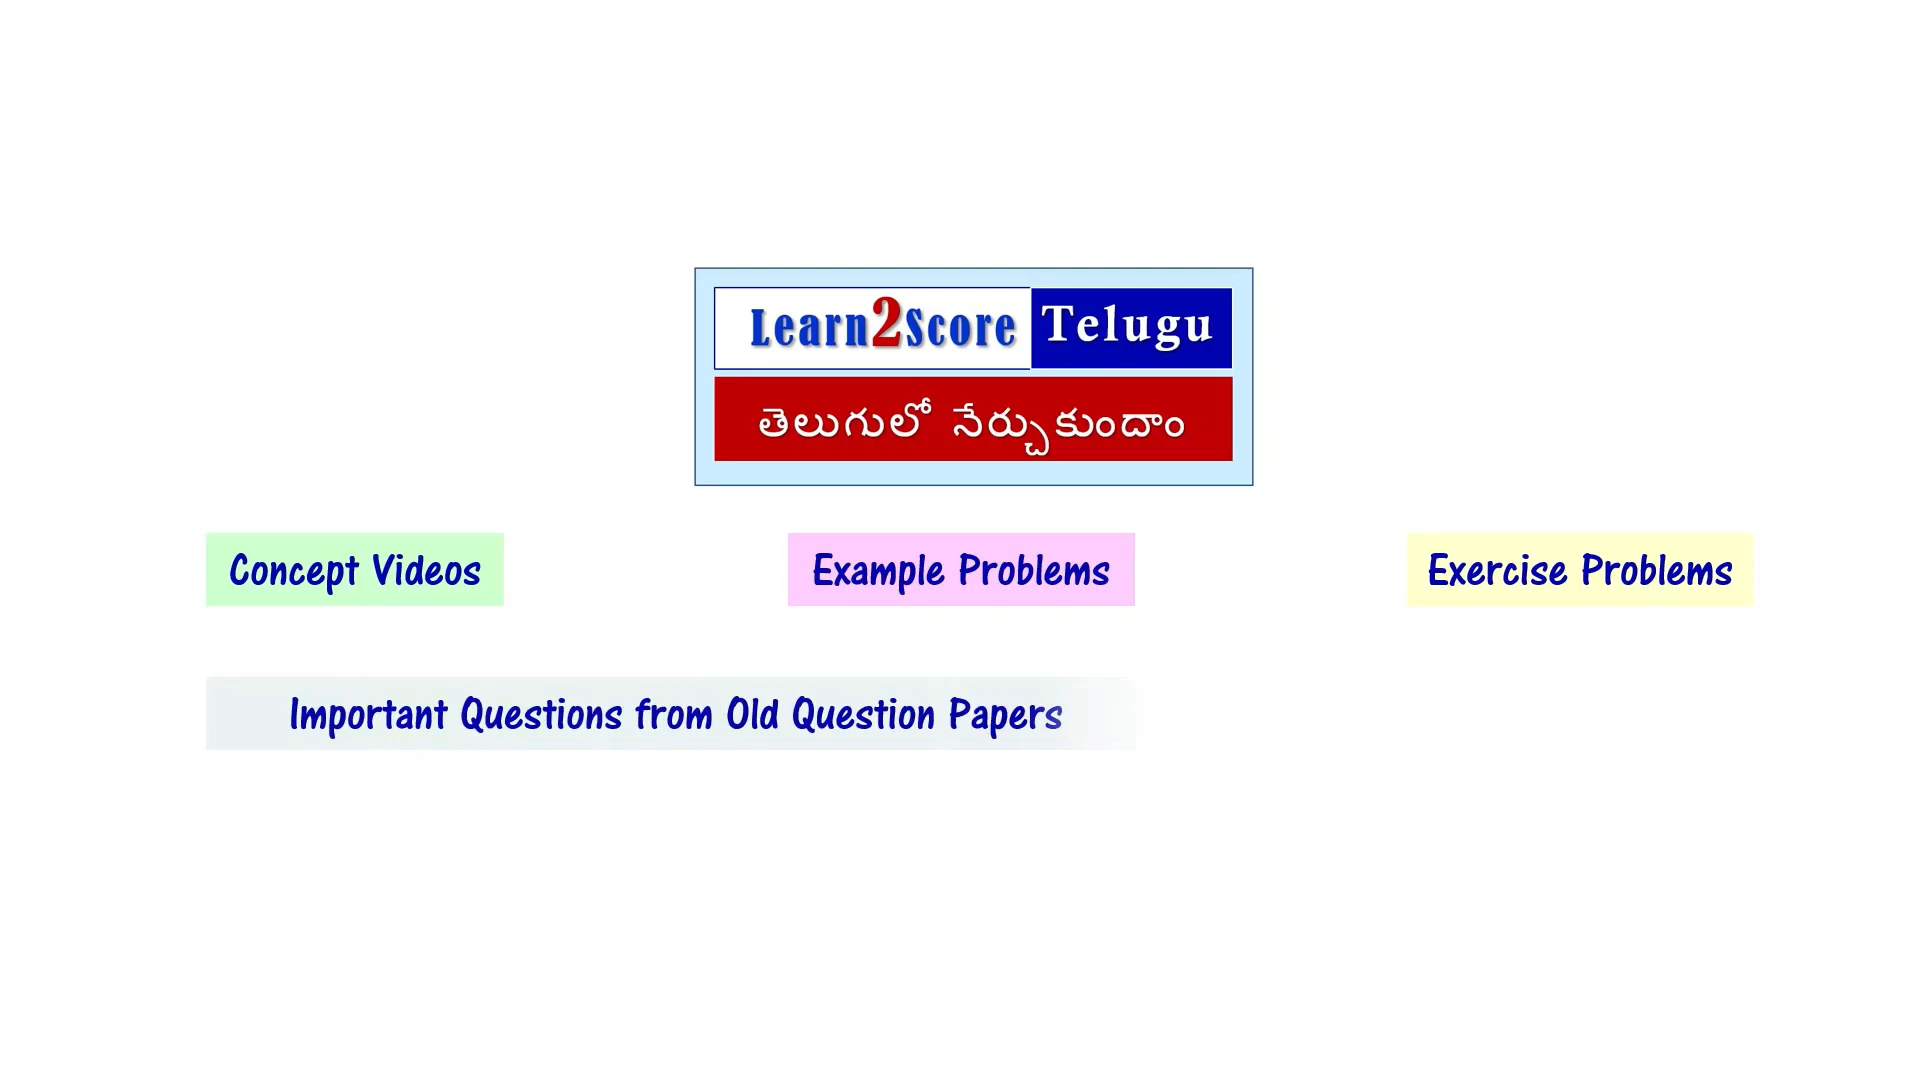 Learn2Score Telugu
తెలుగులో నేర్చుకుందాం
Concept Videos Example Problems Exercise Problems
Important Questions from Old Question Papers